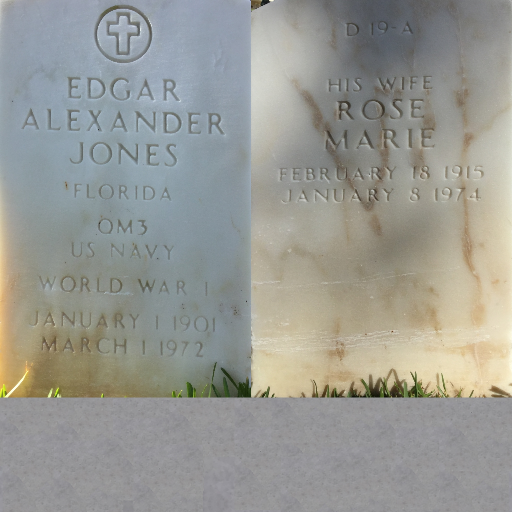 EDGAR
ALEXANDER
JONES
FLORIDA
QM3
US NAVY
WORLD WAR I
JANUARY 1 1901
MARCH 1 1972
D 19-A
HIS WIFE
ROSE
MARIE
FEBRUARY 18 1915
JANUARY 8 1974